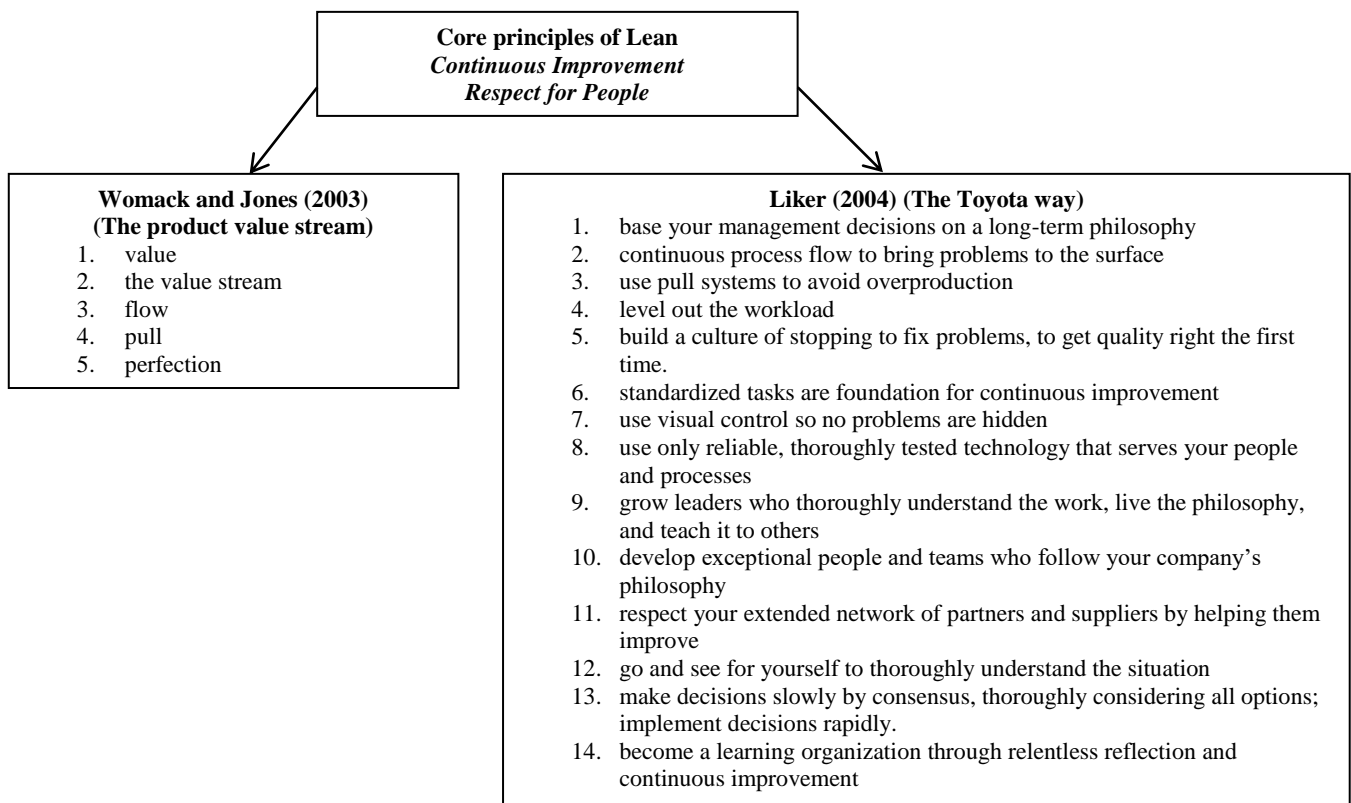 Core principles of Lean
Continuous Improvement
Respect for People
Womack and Jones (2003)
(The product value stream)
1. value
2. the value stream
3. flow
4. pull
5. perfection
Liker (2004) (The Toyota way)
1. base your management decisions on a long-term philosophy
2. continuous process flow to bring problems to the surface
3. use pull systems to avoid overproduction
4. level out the workload
5. build a culture of stopping to fix problems, to get quality right the first
time.
6. standardized tasks are foundation for continuous improvement
7. use visual control so no problems are hidden
8. use only reliable, thoroughly tested technology that serves your people
and processes
9. grow leaders who thoroughly understand the work, live the philosophy,
and teach it to others
10. develop exceptional people and teams who follow your company’s
philosophy
11. respect your extended network of partners and suppliers by helping them
improve
12. go and see for yourself to thoroughly understand the situation
13. make decisions slowly by consensus, thoroughly considering all options;
implement decisions rapidly.
14. become a learning organization through relentless reflection and
continuous improvement